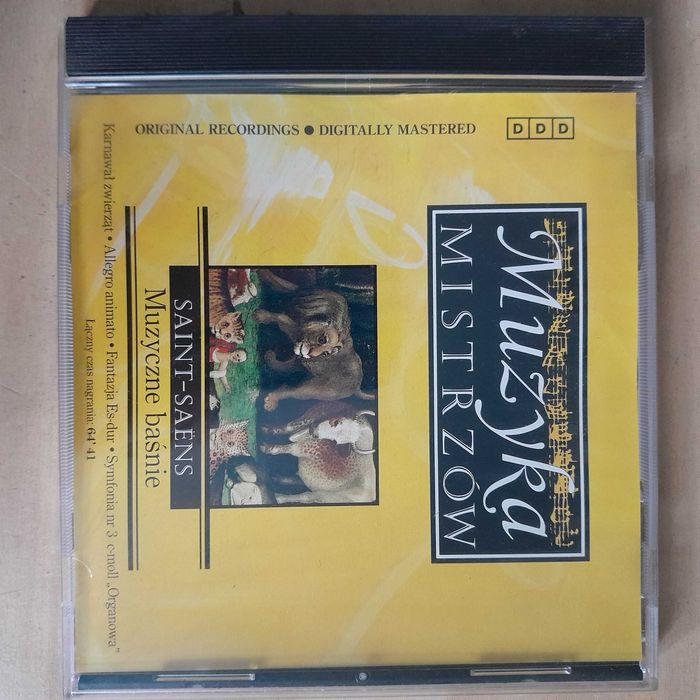 ORIGINAL RECORDINGS ● DIGITALLY MASTERED
DDD
Muzyka
MISTRZÓW
SAINT-SAËNS
Muzyczne baśnie
Karnawał zwierząt • Allegro animato • Fantazja Es-dur • Symfonia nr 3 c-moll „Organowa”
Łączny czas nagrania: 64'41